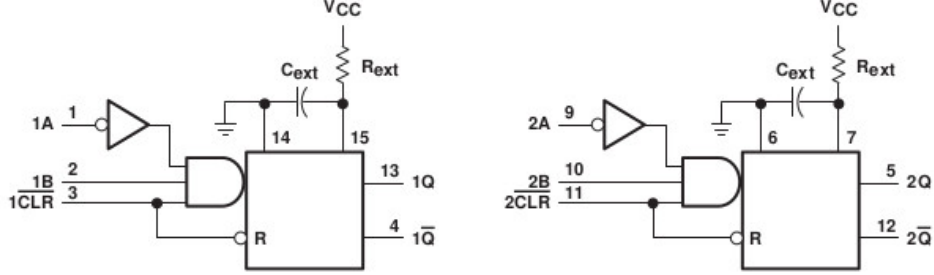 VCC VCC
Cext Rext Cext Rext
1A 1 14 15 2A 9 6 7
1B 2 13 1Q 2B 10 5 2Q
1CLR 3 2CLR 11
R 4 1Q̅ R 12 2Q̅